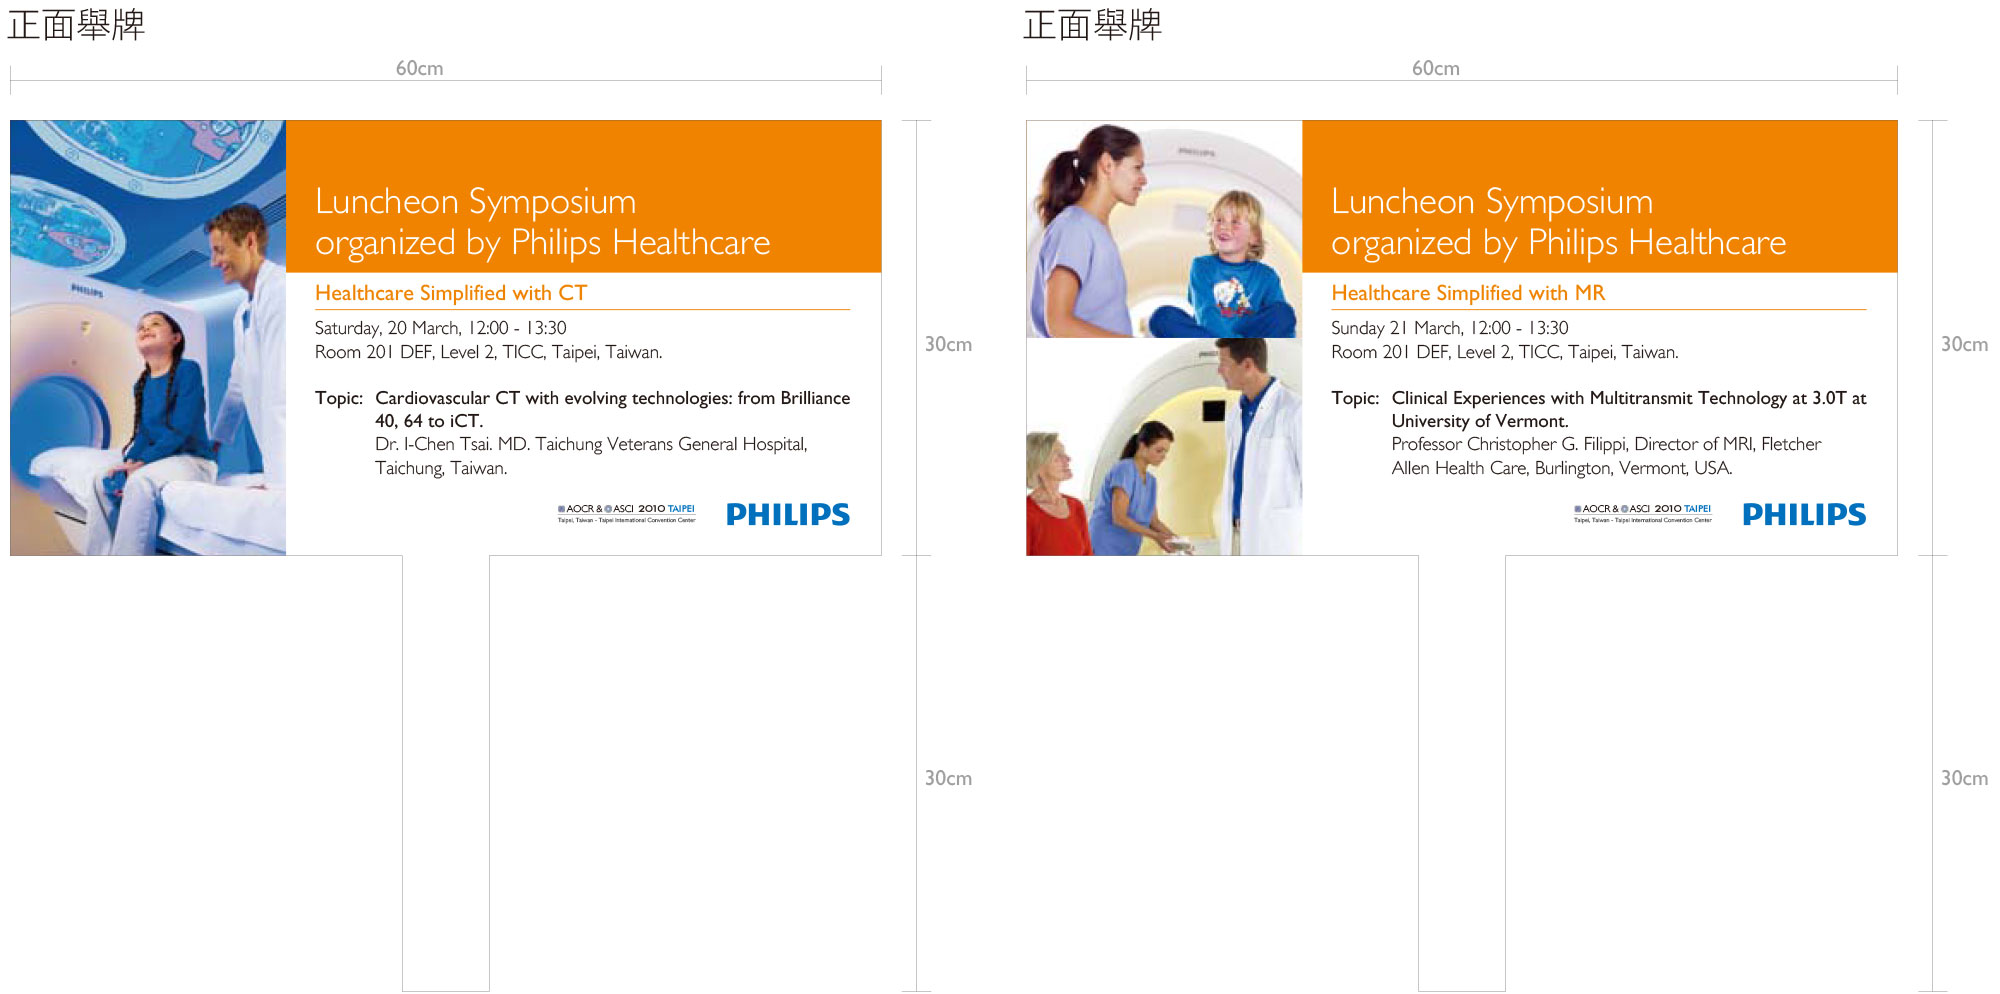 正面舉牌
60cm
PHILIPS
Luncheon Symposium
organized by Philips Healthcare
Healthcare Simplified with CT
Saturday, 20 March, 12:00 - 13:30
Room 201 DEF, Level 2, TICC, Taipei, Taiwan.
Topic: Cardiovascular CT with evolving technologies: from Brilliance
40, 64 to iCT.
Dr. I-Chen Tsai. MD. Taichung Veterans General Hospital,
Taichung, Taiwan.
AOCR & ASCI 2010 TAIPEI
Taipei, Taiwan - Taipei International Convention Center
PHILIPS
30cm
30cm
正面舉牌
60cm
PHILIPS
Luncheon Symposium
organized by Philips Healthcare
Healthcare Simplified with MR
Sunday 21 March, 12:00 - 13:30
Room 201 DEF, Level 2, TICC, Taipei, Taiwan.
Topic: Clinical Experiences with Multitransmit Technology at 3.0T at
University of Vermont.
Professor Christopher G. Filippi, Director of MRI, Fletcher
Allen Health Care, Burlington, Vermont, USA.
AOCR & ASCI 2010 TAIPEI
Taipei, Taiwan - Taipei International Convention Center
PHILIPS
30cm
30cm